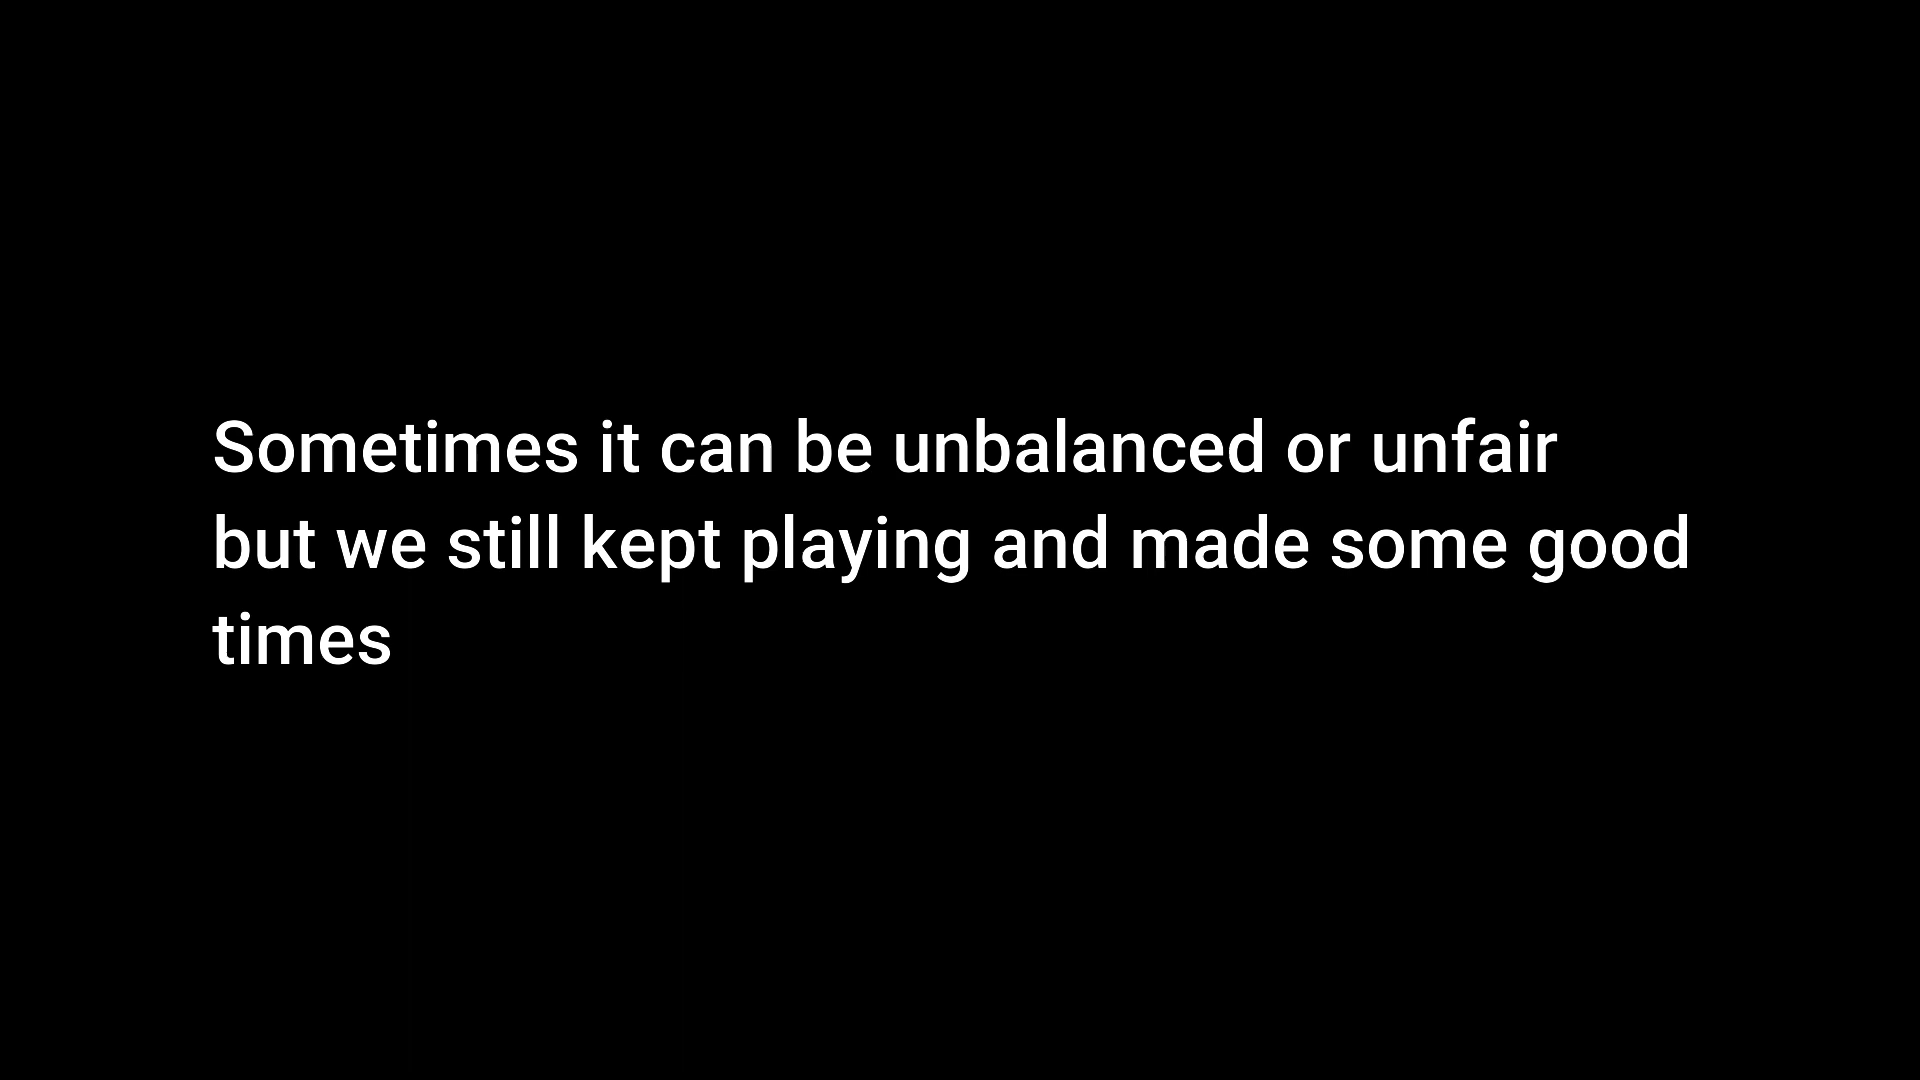 Sometimes it can be unbalanced or unfair
but we still kept playing and made some good
times